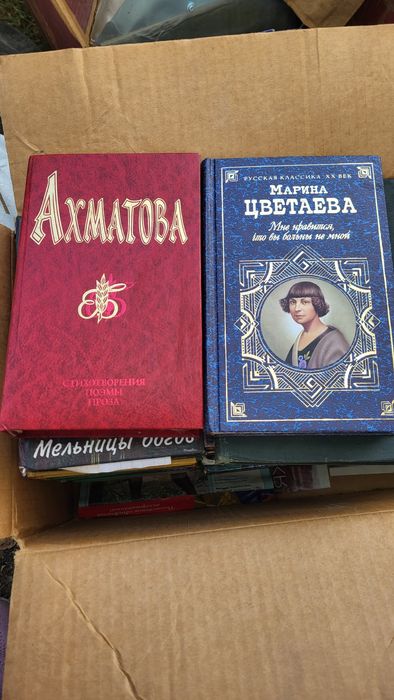 АХМАТОВА
СТИХОТВОРЕНИЯ
ПОЭМЫ
ПРОЗА
РУССКАЯ КЛАССИКА XX ВЕК
МАРИНА
ЦВЕТАЕВА
Мне нравится,
что вы больны не мной
Мельницы богов